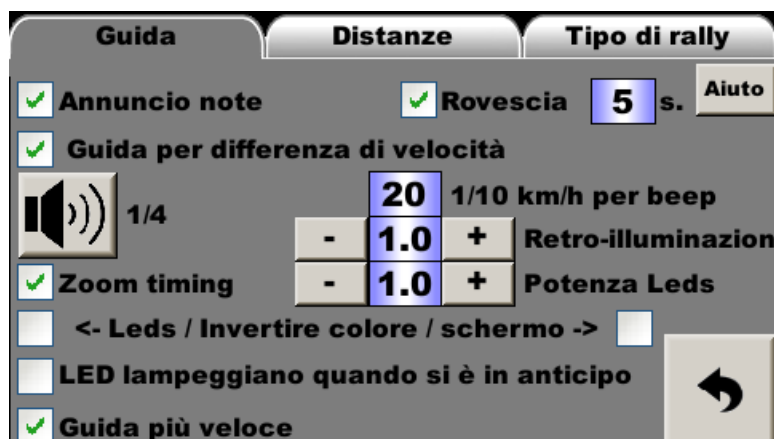 Guida Distanze Tipo di rally
Annuncio note Rovescia 5 s. Aiuto
Guida per differenza di velocità
1/4 20 1/10 km/h per beep
- 1.0 + Retro-illuminazion
Zoom timing - 1.0 + Potenza Leds
<- Leds / Invertire colore / schermo ->
LED lampeggiano quando si è in anticipo
Guida più veloce